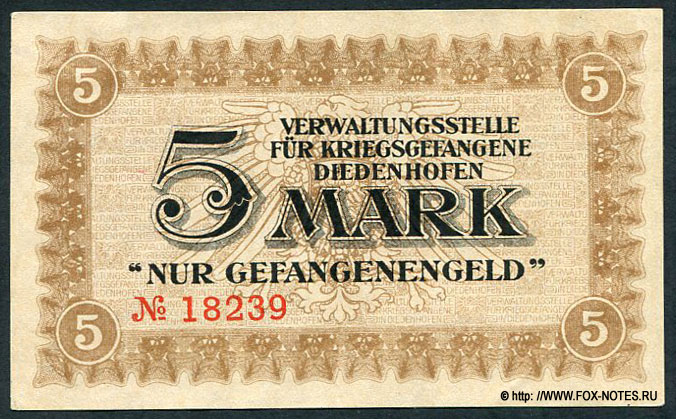 5 5
VERWALTUNGSSTELLE
FÜR KRIEGSGEFANGENE
DIEDENHOFEN
5 MARK
"NUR GEFANGENENGELD"
№ 18239
5 5
© http://WWW.FOX-NOTES.RU